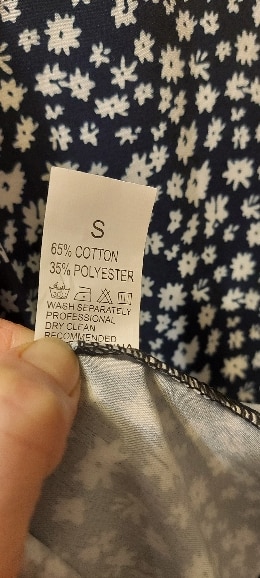 S
65% COTTON
35% POLYESTER
WASH SEPARATELY
PROFESSIONAL
DRY CLEAN
RECOMMENDED